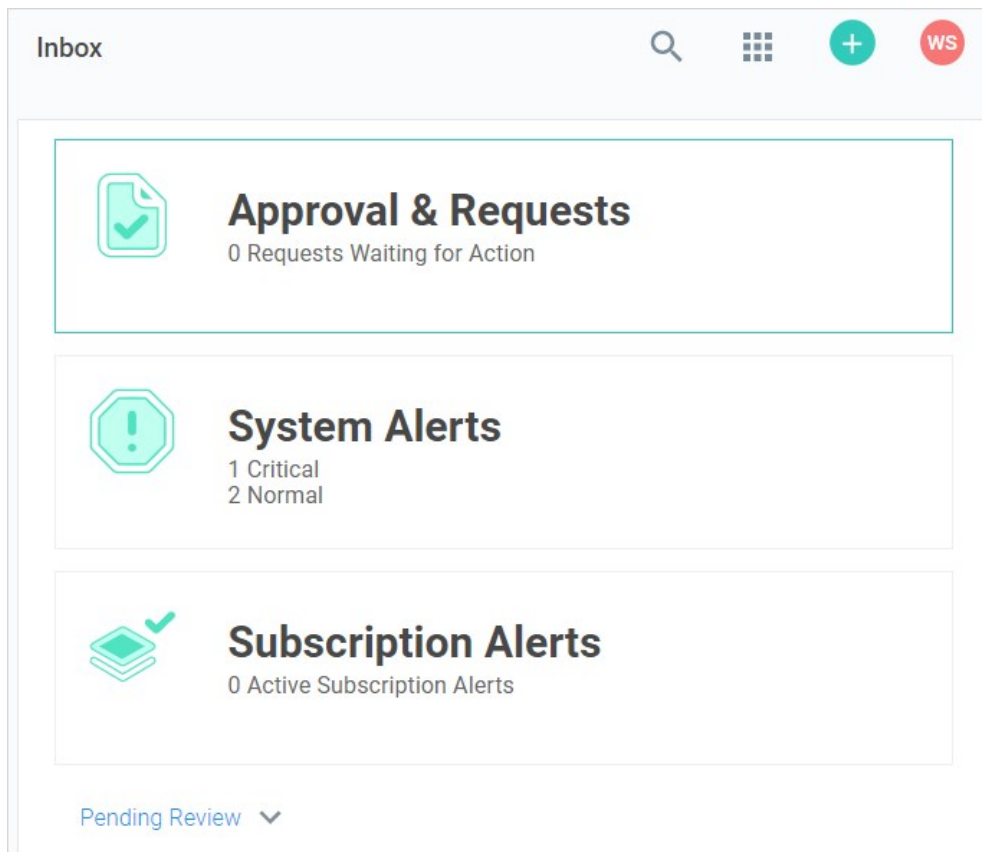 Inbox
WS
Approval & Requests
0 Requests Waiting for Action
System Alerts
1 Critical
2 Normal
Subscription Alerts
0 Active Subscription Alerts
Pending Review